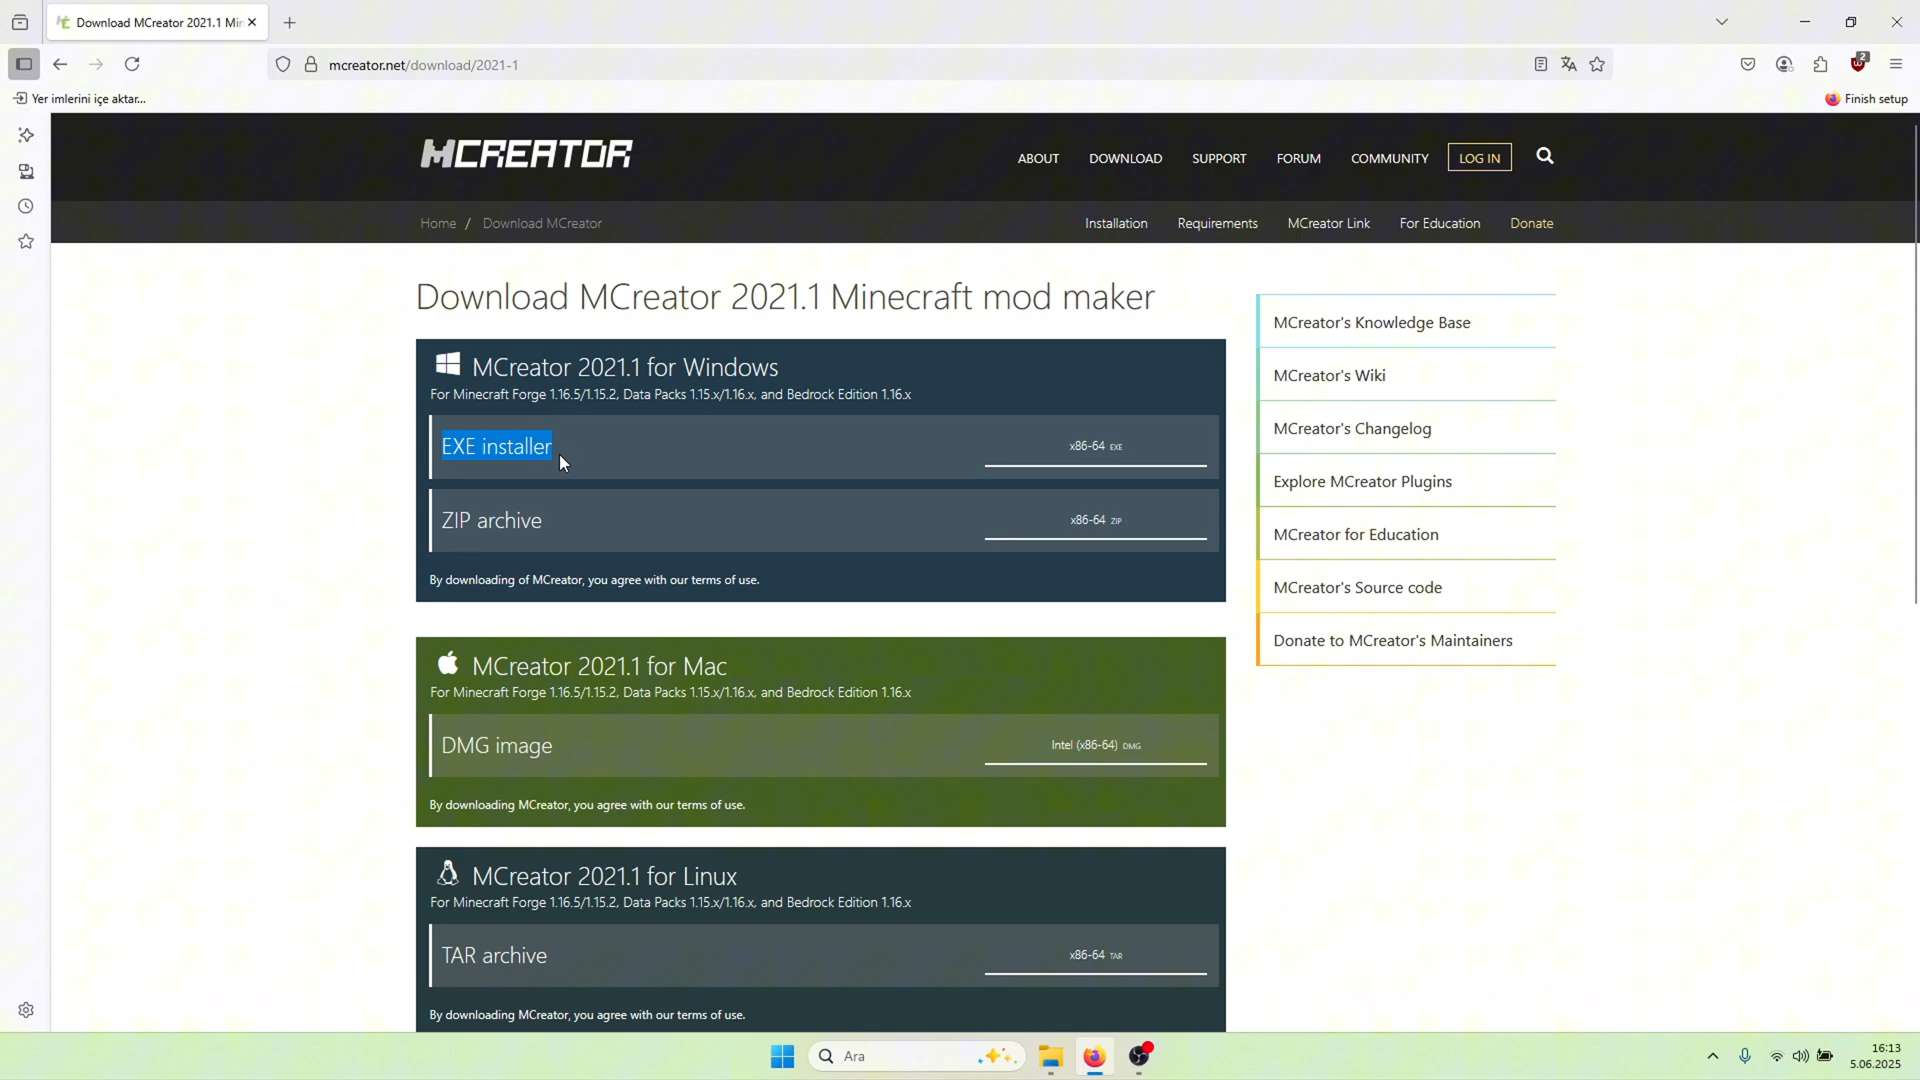 Download MCreator 2021.1 Mi
mcreator.net/download/2021-1
2
Yer imlerini içe aktar...
Finish setup
MCREATOR
ABOUT
DOWNLOAD
SUPPORT
FORUM
COMMUNITY
LOG IN
Home / Download MCreator
Installation
Requirements
MCreator Link
For Education
Donate
Download MCreator 2021.1 Minecraft mod maker
MCreator 2021.1 for Windows
For Minecraft Forge 1.16.5/1.15.2, Data Packs 1.15.x/1.16.x, and Bedrock Edition 1.16.x
EXE installer
x86-64 EXE
ZIP archive
x86-64 ZIP
By downloading of MCreator, you agree with our terms of use.
MCreator 2021.1 for Mac
For Minecraft Forge 1.16.5/1.15.2, Data Packs 1.15.x/1.16.x, and Bedrock Edition 1.16.x
DMG image
Intel (x86-64) DMG
By downloading MCreator, you agree with our terms of use.
MCreator 2021.1 for Linux
For Minecraft Forge 1.16.5/1.15.2, Data Packs 1.15.x/1.16.x, and Bedrock Edition 1.16.x
TAR archive
x86-64 TAR
By downloading MCreator, you agree with our terms of use.
MCreator's Knowledge Base
MCreator's Wiki
MCreator's Changelog
Explore MCreator Plugins
MCreator for Education
MCreator's Source code
Donate to MCreator's Maintainers
Ara
16:13
5.06.2025